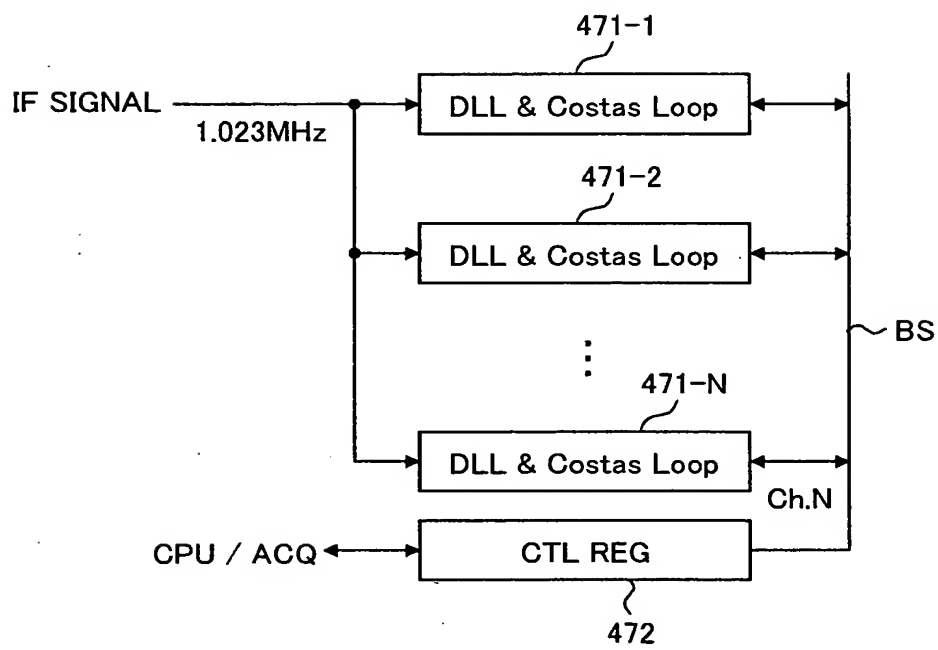 471-1
IF SIGNAL
DLL & Costas Loop
1.023MHz
471-2
DLL & Costas Loop
BS
471-N
DLL & Costas Loop
Ch.N
CPU / ACQ
CTL REG
472